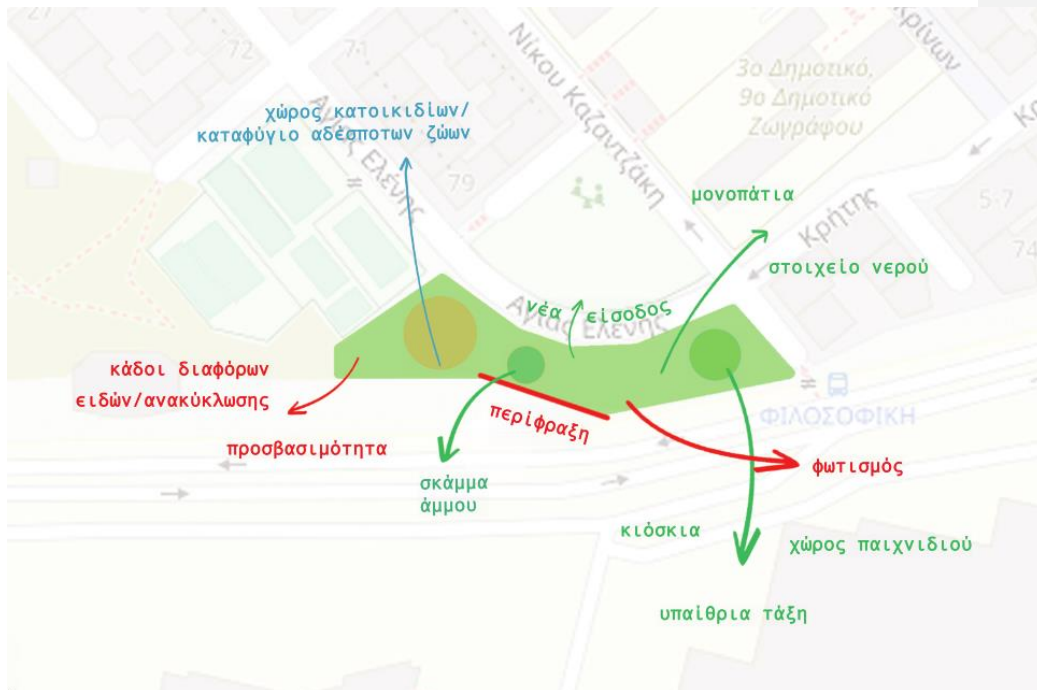 27
72
71
Νίκου Καζαντζάκη
Κρίνων
3ο Δημοτικό,
9ο Δημοτικό
Ζωγράφου
χώρος κατοικιδίων/
καταφύγιο αδέσποτων ζώων
Αγίας Ελένης
79
μονοπάτια
Κρήτης
5-7
74
στοιχείο νερού
νέα είσοδος
Αγίας Ελένης
κάδοι διαφόρων
ειδών/ανακύκλωσης
περίφραξη
ΦΙΛΟΣΟΦΙΚΗ
προσβασιμότητα
φωτισμός
σκάμμα
άμμου
κιόσκια
χώρος παιχνιδιού
υπαίθρια τάξη